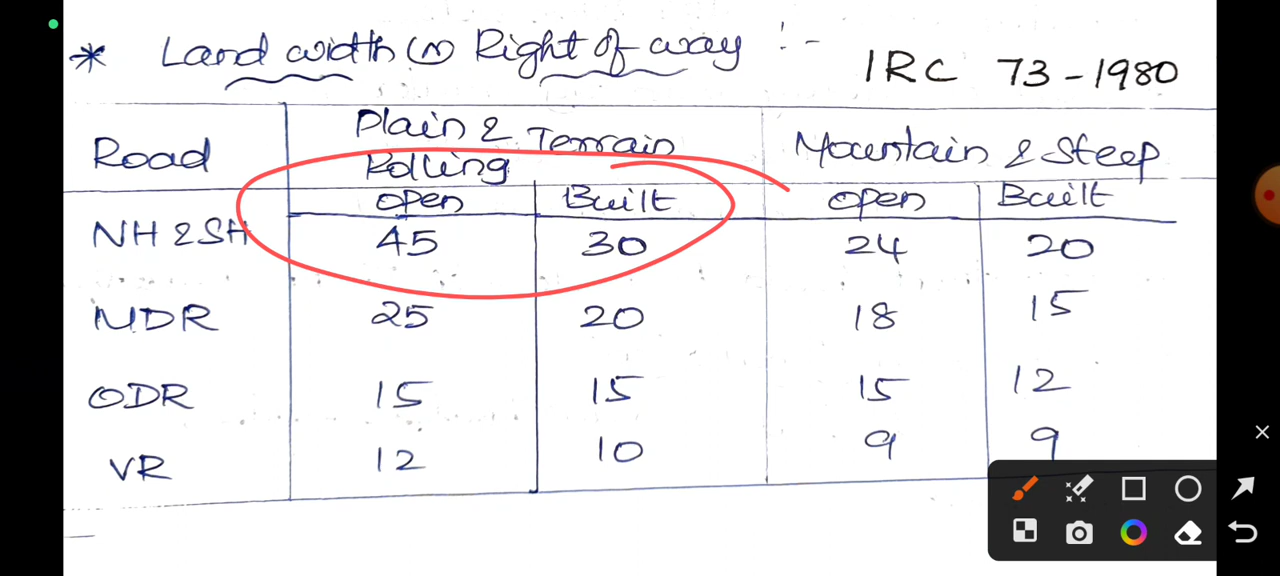 * Land width (or) Right of way :-
IRC 73-1980
Road Plain & Terrain Mountain & Steep
Rolling
open Built open Built
NH & SH 45 30 24 20
MDR 25 20 18 15
ODR 15 15 15 12
VR 12 10 9 9